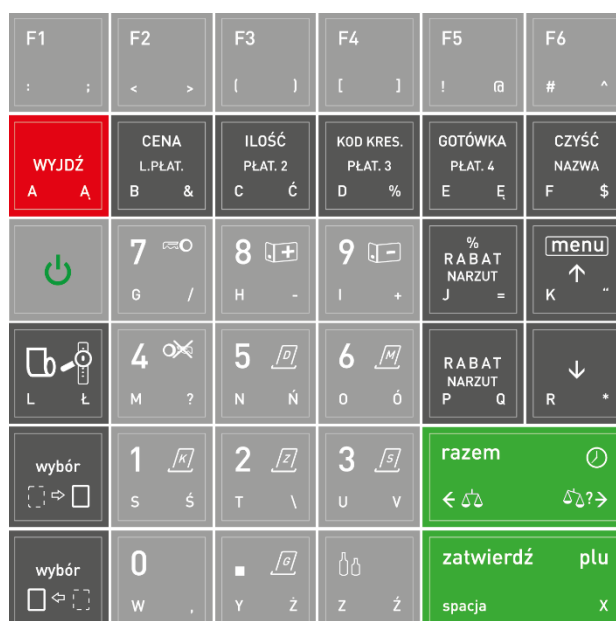 F1 F2 F3 F4 F5 F6
: ; < > ( ) [ ] ! @ # ^
CENA ILOŚĆ KOD KRES. GOTÓWKA CZYŚĆ
WYJDŹ L.PŁAT. PŁAT. 2 PŁAT. 3 PŁAT. 4 NAZWA
A Ą B & C Ć D % E Ę F $
7 8 + 9 - % RABAT NARZUT menu ↑
G / H - I + J = K "
4 5 D 6 M RABAT NARZUT ↓
L Ł M ? N Ń O Ó P Q R *
wybór 1 K 2 Z 3 S razem
⇨ S Ś T \ U V ← ?→
wybór 0 . G zatwierdź plu
⇦ W , Y Ż Z Ź spacja X